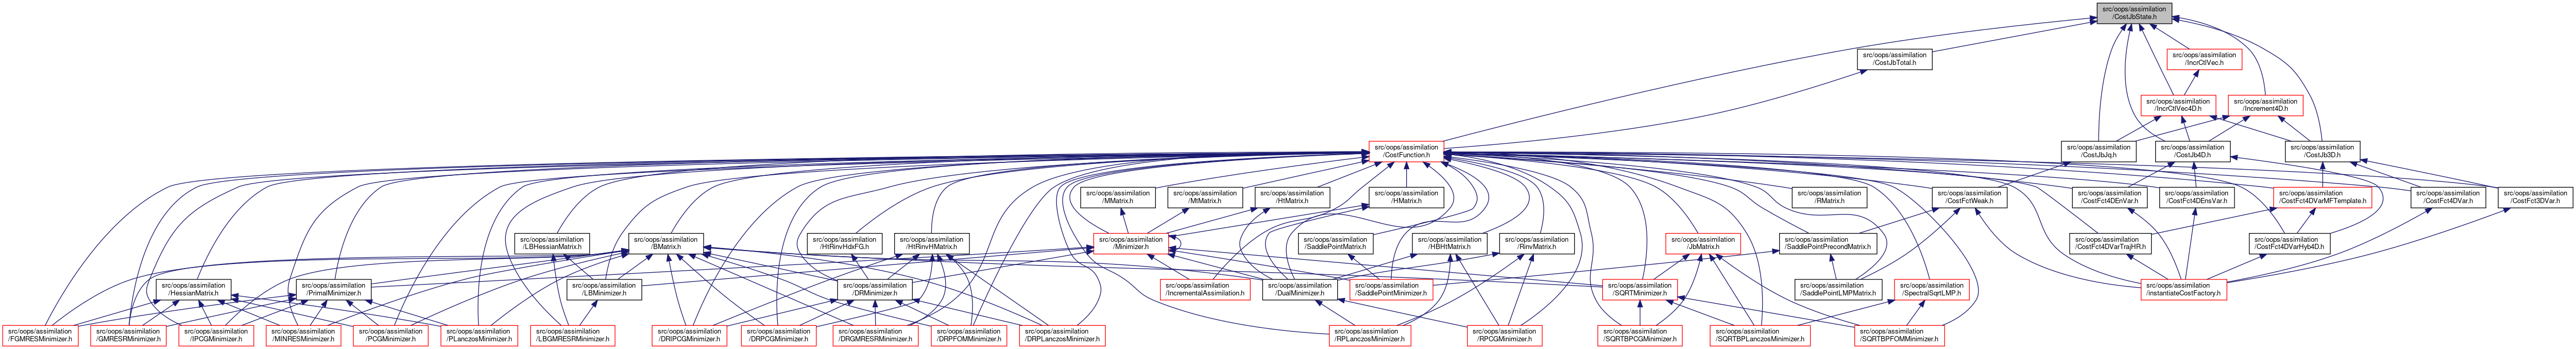 src/oops/assimilation
/CostJbState.h
src/oops/assimilation
/CostJbTotal.h
src/oops/assimilation
/IncrCtlVec.h
src/oops/assimilation
/IncrCtlVec4D.h
src/oops/assimilation
/Increment4D.h
src/oops/assimilation
/CostFunction.h
src/oops/assimilation
/CostJbJq.h
src/oops/assimilation
/CostJb4D.h
src/oops/assimilation
/CostJb3D.h
src/oops/assimilation
/MMatrix.h
src/oops/assimilation
/MtMatrix.h
src/oops/assimilation
/HtMatrix.h
src/oops/assimilation
/HMatrix.h
src/oops/assimilation
/RMatrix.h
src/oops/assimilation
/CostFctWeak.h
src/oops/assimilation
/CostFct4DEnVar.h
src/oops/assimilation
/CostFct4DEnsVar.h
src/oops/assimilation
/CostFct4DVarMFTemplate.h
src/oops/assimilation
/CostFct4DVar.h
src/oops/assimilation
/CostFct3DVar.h
src/oops/assimilation
/LBHessianMatrix.h
src/oops/assimilation
/BMatrix.h
src/oops/assimilation
/HtRinvHdxFG.h
src/oops/assimilation
/HtRinvHMatrix.h
src/oops/assimilation
/Minimizer.h
src/oops/assimilation
/SaddlePointMatrix.h
src/oops/assimilation
/HBHtMatrix.h
src/oops/assimilation
/RinvMatrix.h
src/oops/assimilation
/JbMatrix.h
src/oops/assimilation
/SaddlePointPrecondMatrix.h
src/oops/assimilation
/CostFct4DVarTrajHR.h
src/oops/assimilation
/CostFct4DVarHyb4D.h
src/oops/assimilation
/HessianMatrix.h
src/oops/assimilation
/PrimalMinimizer.h
src/oops/assimilation
/LBMinimizer.h
src/oops/assimilation
/DRMinimizer.h
src/oops/assimilation
/IncrementalAssimilation.h
src/oops/assimilation
/DualMinimizer.h
src/oops/assimilation
/SaddlePointMinimizer.h
src/oops/assimilation
/SQRTMinimizer.h
src/oops/assimilation
/SaddlePointLMPMatrix.h
src/oops/assimilation
/SpectralSqrtLMP.h
src/oops/assimilation
/instantiateCostFactory.h
src/oops/assimilation
/FGMRESMinimizer.h
src/oops/assimilation
/GMRESRMinimizer.h
src/oops/assimilation
/IPCGMinimizer.h
src/oops/assimilation
/MINRESMinimizer.h
src/oops/assimilation
/PCGMinimizer.h
src/oops/assimilation
/PLanczosMinimizer.h
src/oops/assimilation
/LBGMRESRMinimizer.h
src/oops/assimilation
/DRIPCGMinimizer.h
src/oops/assimilation
/DRPCGMinimizer.h
src/oops/assimilation
/DRGMRESRMinimizer.h
src/oops/assimilation
/DRPFOMMinimizer.h
src/oops/assimilation
/DRPLanczosMinimizer.h
src/oops/assimilation
/RPLanczosMinimizer.h
src/oops/assimilation
/RPCGMinimizer.h
src/oops/assimilation
/SQRTBPCGMinimizer.h
src/oops/assimilation
/SQRTBPLanczosMinimizer.h
src/oops/assimilation
/SQRTBPFOMMinimizer.h